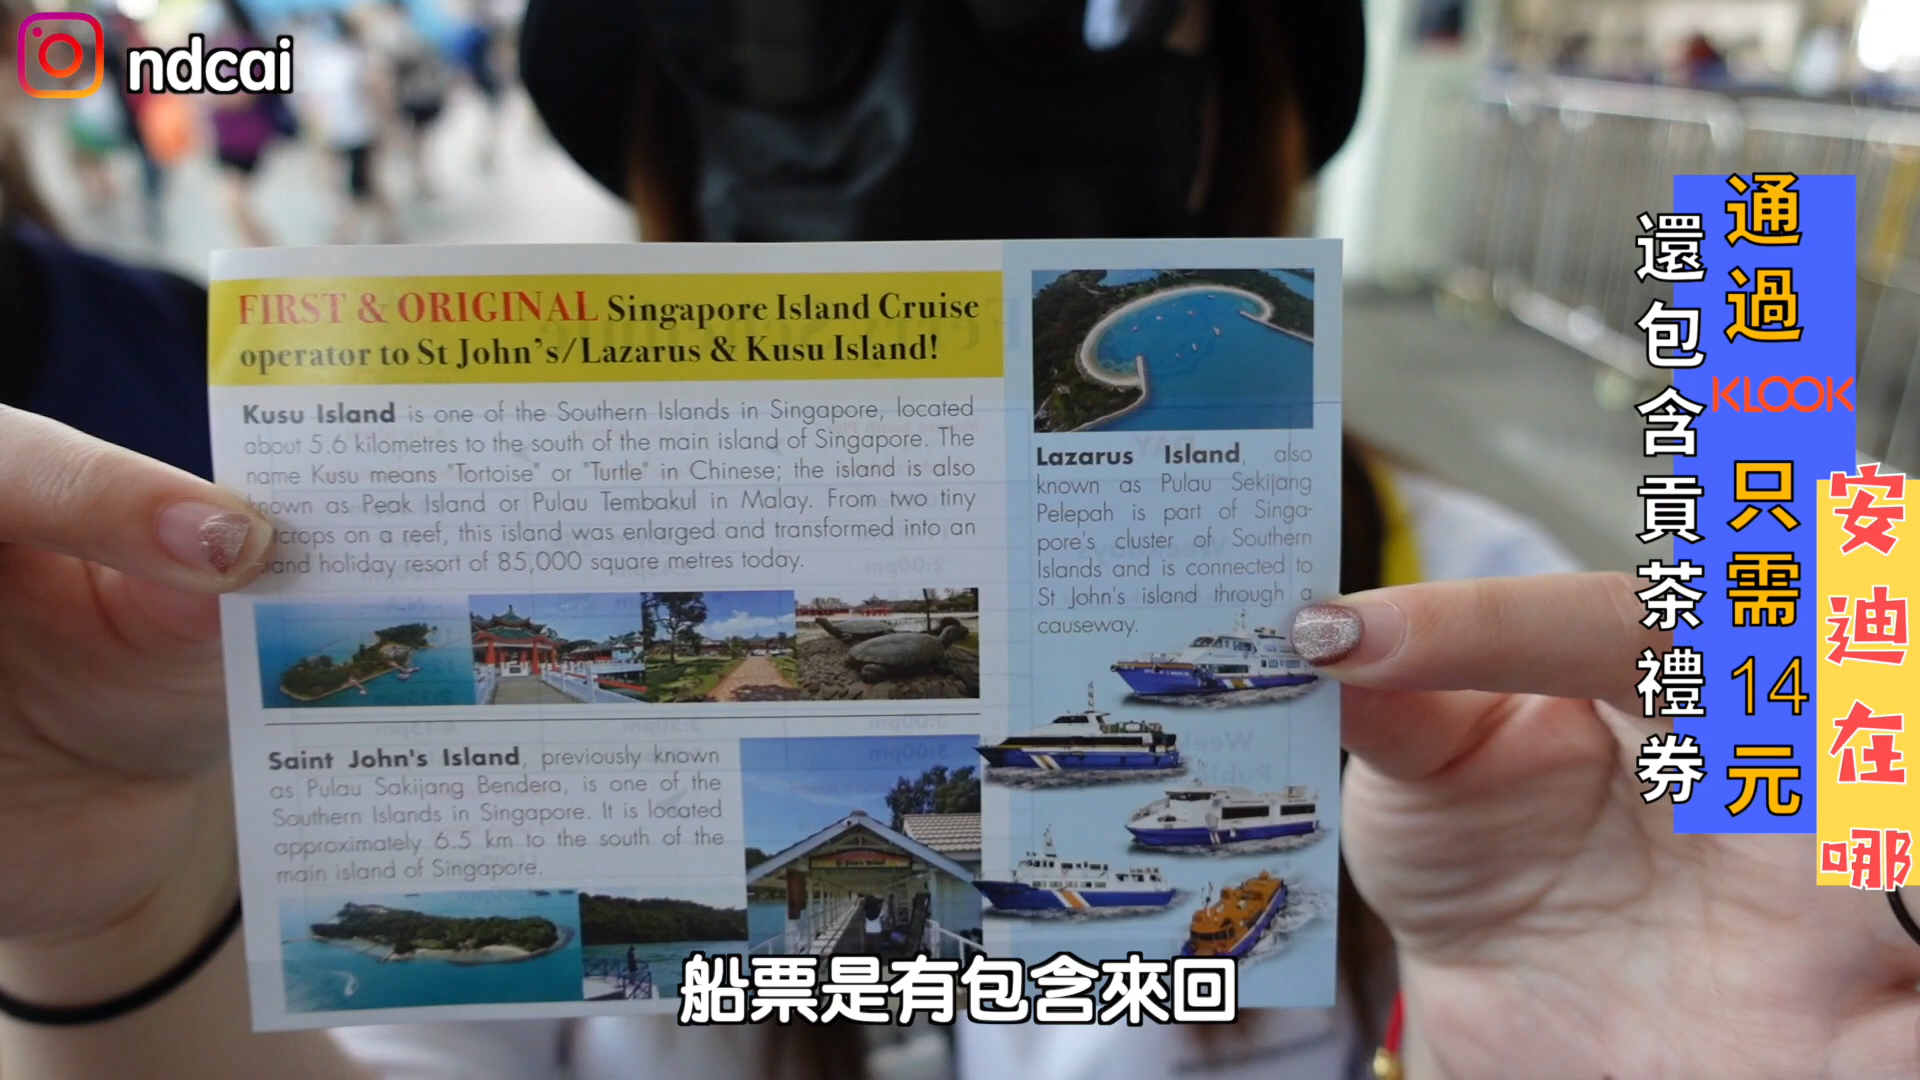 ndcai
FIRST & ORIGINAL Singapore Island Cruise
operator to St John's/Lazarus & Kusu Island!
Kusu Island is one of the Southern Islands in Singapore, located
about 5.6 kilometres to the south of the main island of Singapore. The
name Kusu means "Tortoise" or "Turtle" in Chinese; the island is also
known as Peak Island or Pulau Tembakul in Malay. From two tiny
crops on a reef, this island was enlarged and transformed into an
holiday resort of 85,000 square metres today.
Saint John's Island, previously known
as Pulau Sakijang Bendera, is one of the
Southern Islands in Singapore. It is located
approximately 6.5 km to the south of the
main island of Singapore.
Lazarus Island, also
known as Pulau Sekijang
Pelepah is part of Singa-
pore's cluster of Southern
Islands and is connected to
St John's island through a
causeway.
通過 KLOOK 只需 14 元
還包含貢茶禮券
安迪在哪
船票是有包含來回